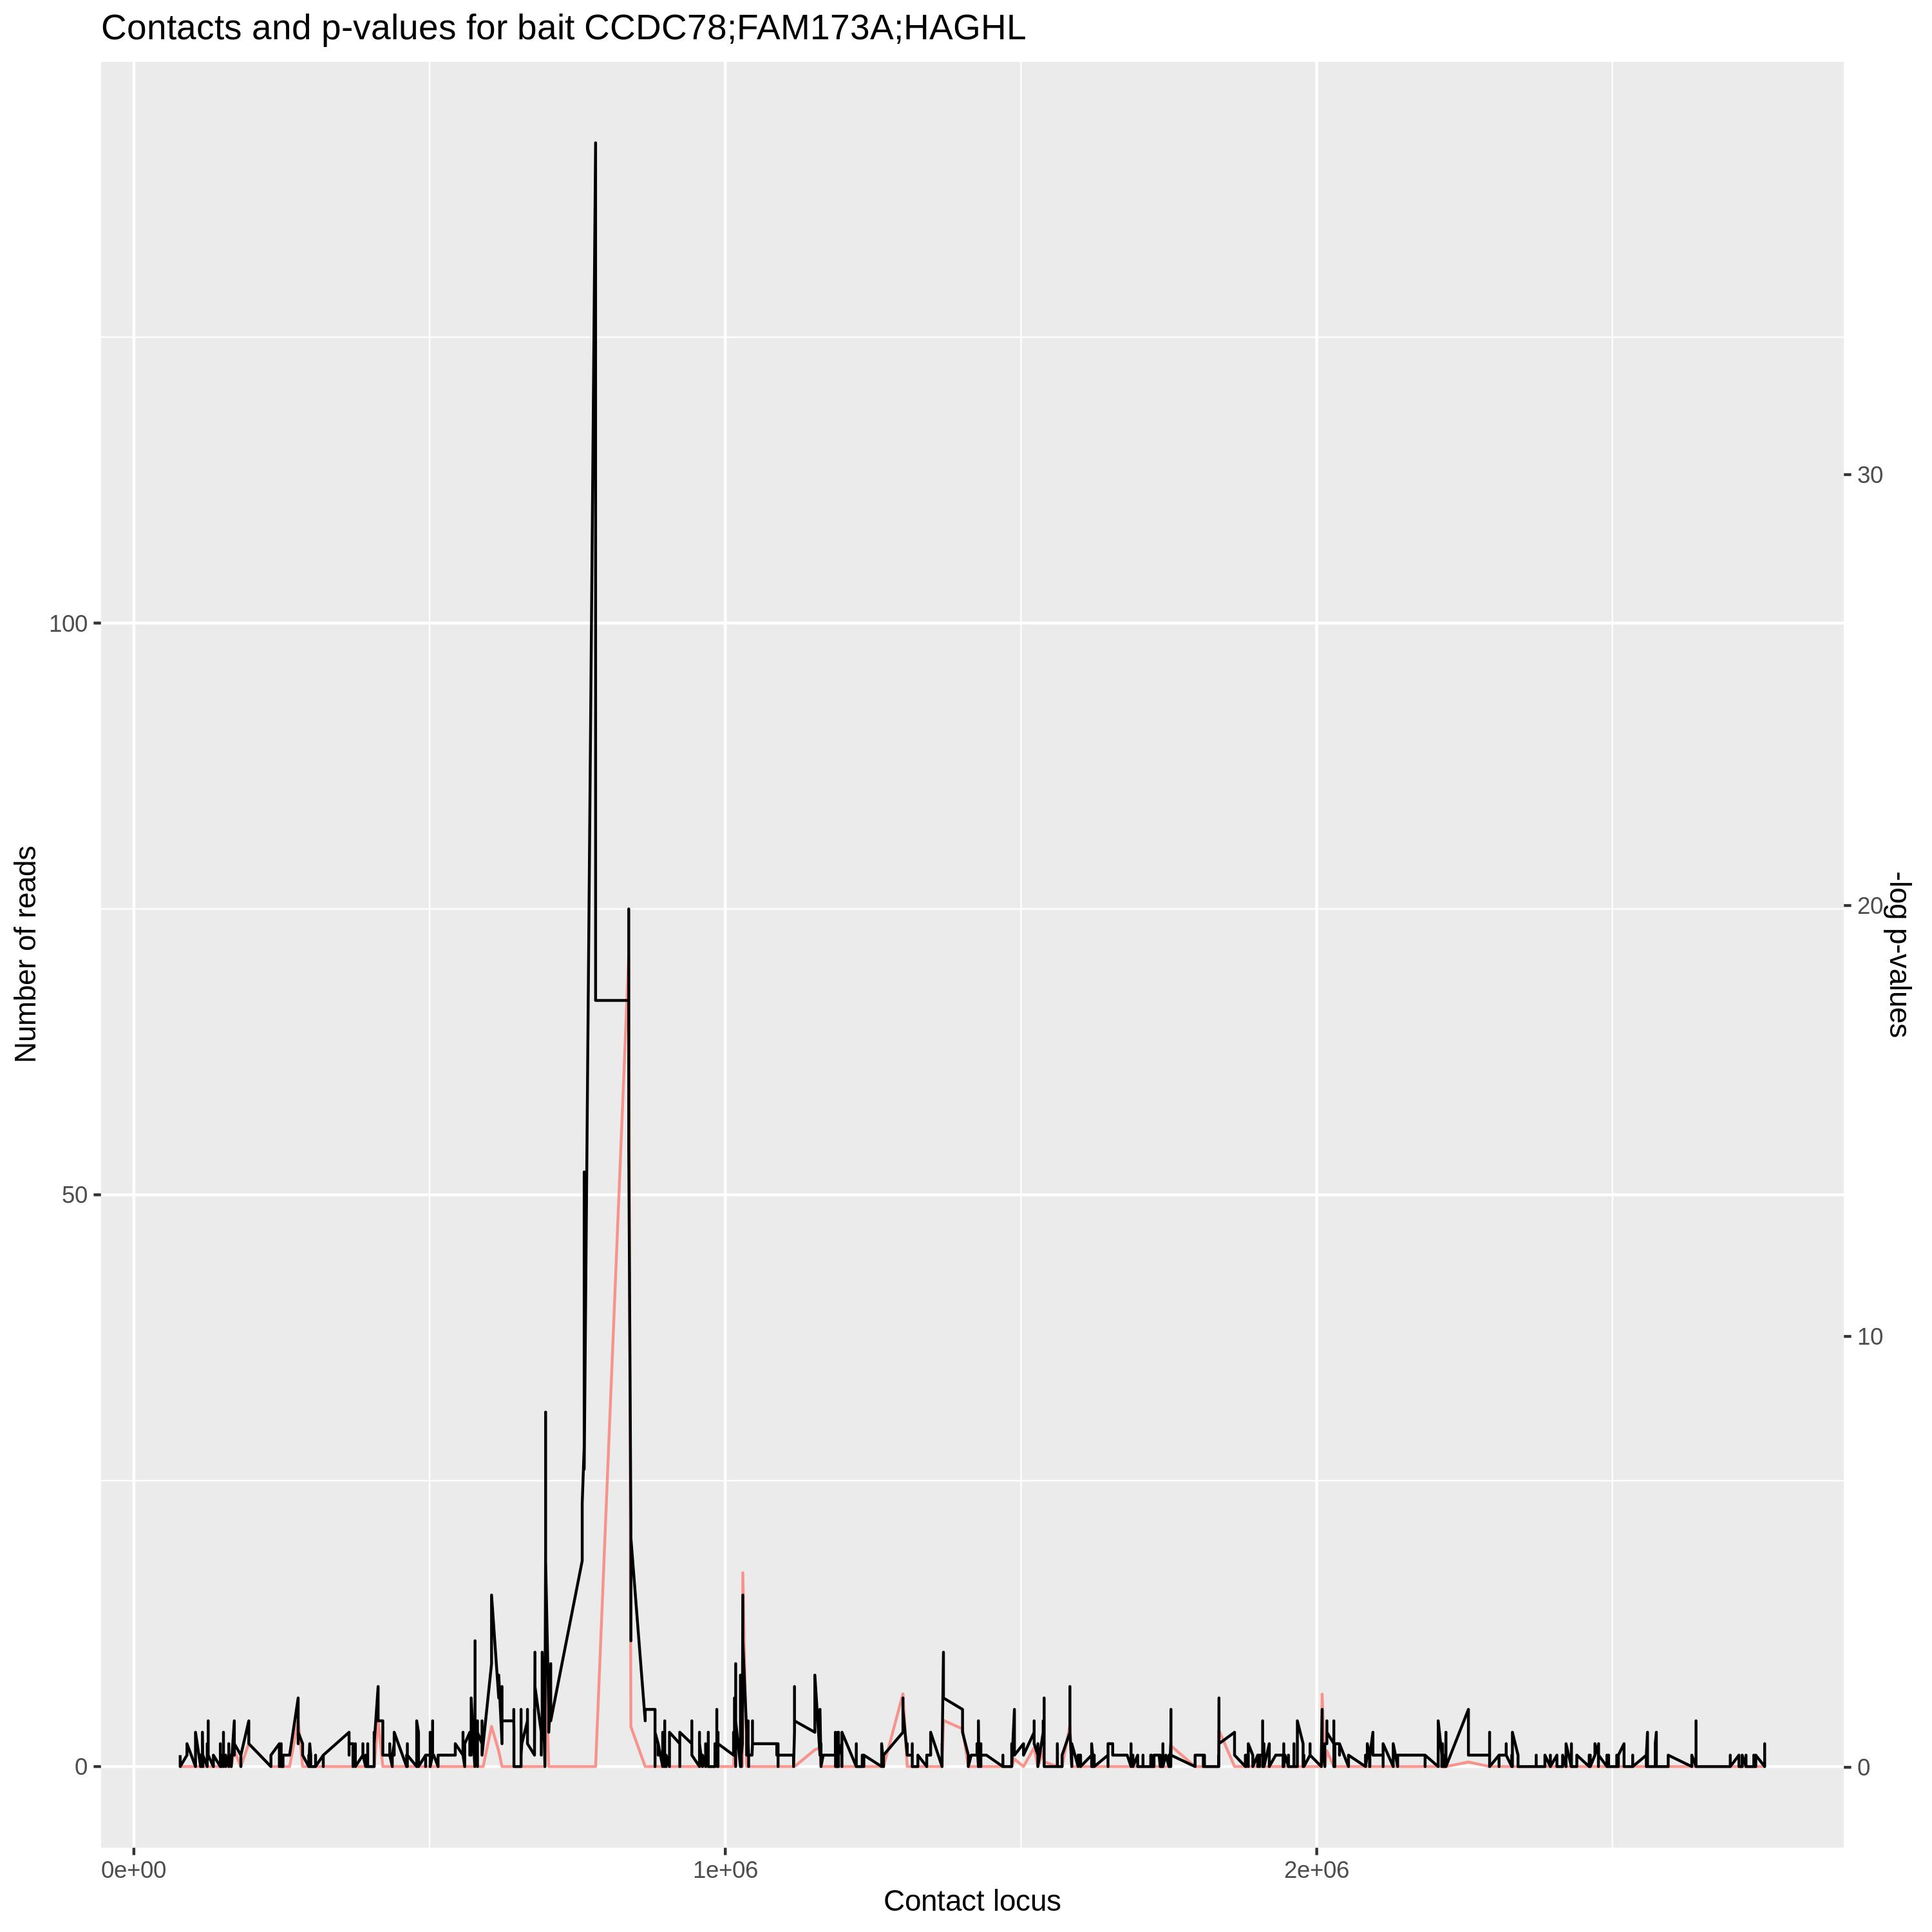 Contacts and p-values for bait CCDC78;FAM173A;HAGHL
Number of reads
100
50
0
30
20
10
0
-log p-values
0e+00
1e+06
2e+06
Contact locus